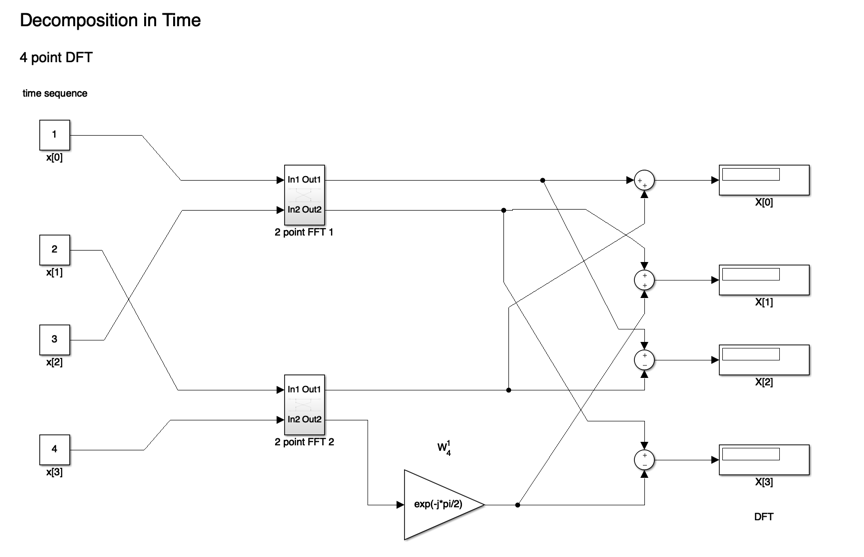 Decomposition in Time
4 point DFT
time sequence
1
x[0]
In1 Out1
In2 Out2
2 point FFT 1
+
+
X[0]
2
x[1]
+
+
X[1]
3
x[2]
+
−
X[2]
In1 Out1
In2 Out2
2 point FFT 2
4
x[3]
W₄¹
exp(-j*pi/2)
+
−
X[3]
DFT